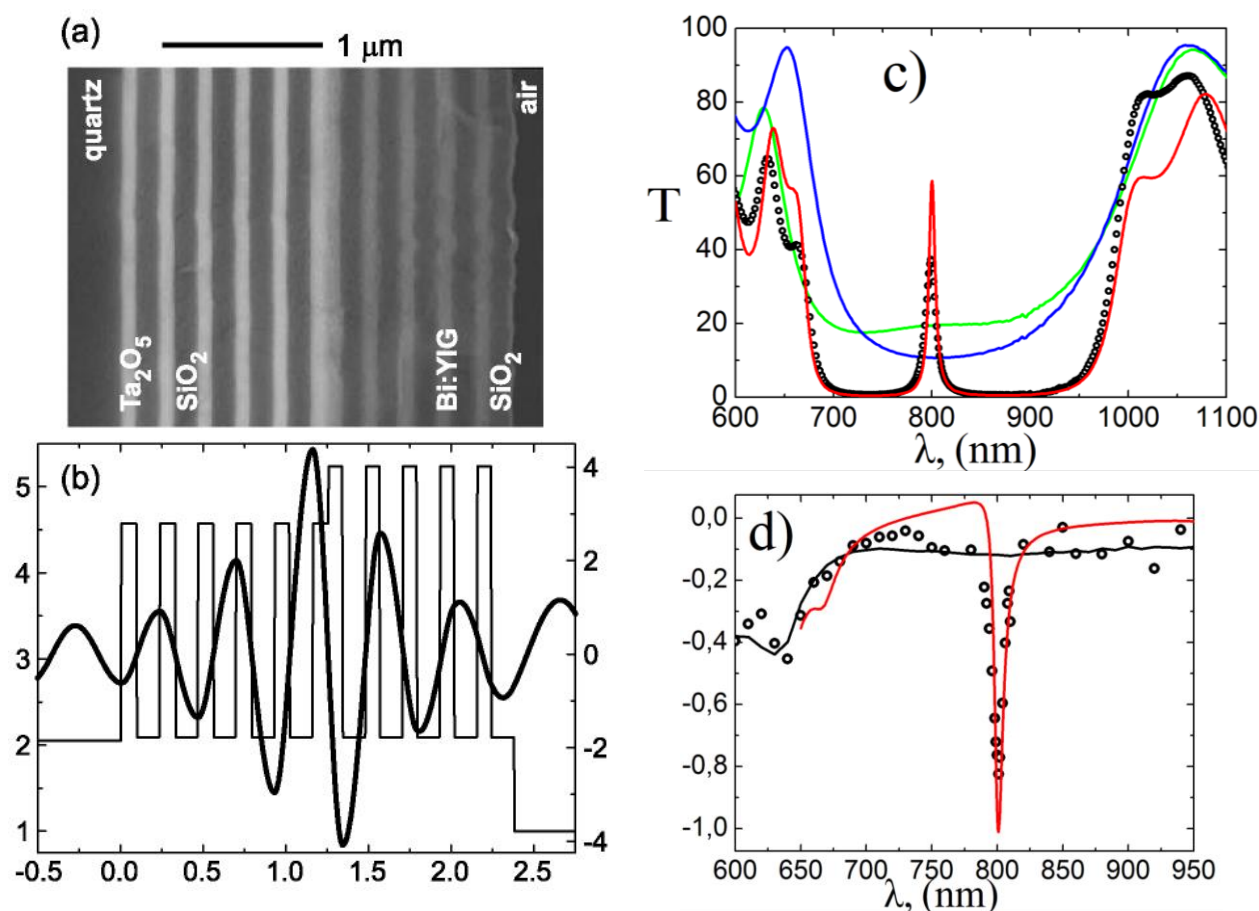 (a)
1 μm
quartz
Ta2O5
SiO2
Bi:YIG
SiO2
air
(b)
5
4
3
2
1
4
2
0
-2
-4
-0.5 0.0 0.5 1.0 1.5 2.0 2.5
c)
T
100
80
60
40
20
0
600 700 800 900 1000 1100
λ, (nm)
d)
0,0
-0,2
-0,4
-0,6
-0,8
-1,0
600 650 700 750 800 850 900 950
λ, (nm)